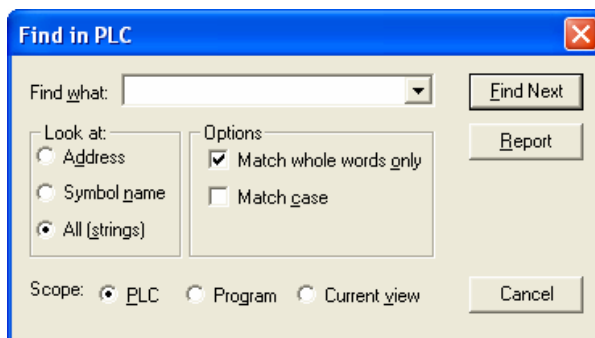 Find in PLC
Find what:
Find Next
Look at:
Options
Report
Address
Match whole words only
Symbol name
Match case
All (strings)
Scope: PLC Program Current view
Cancel